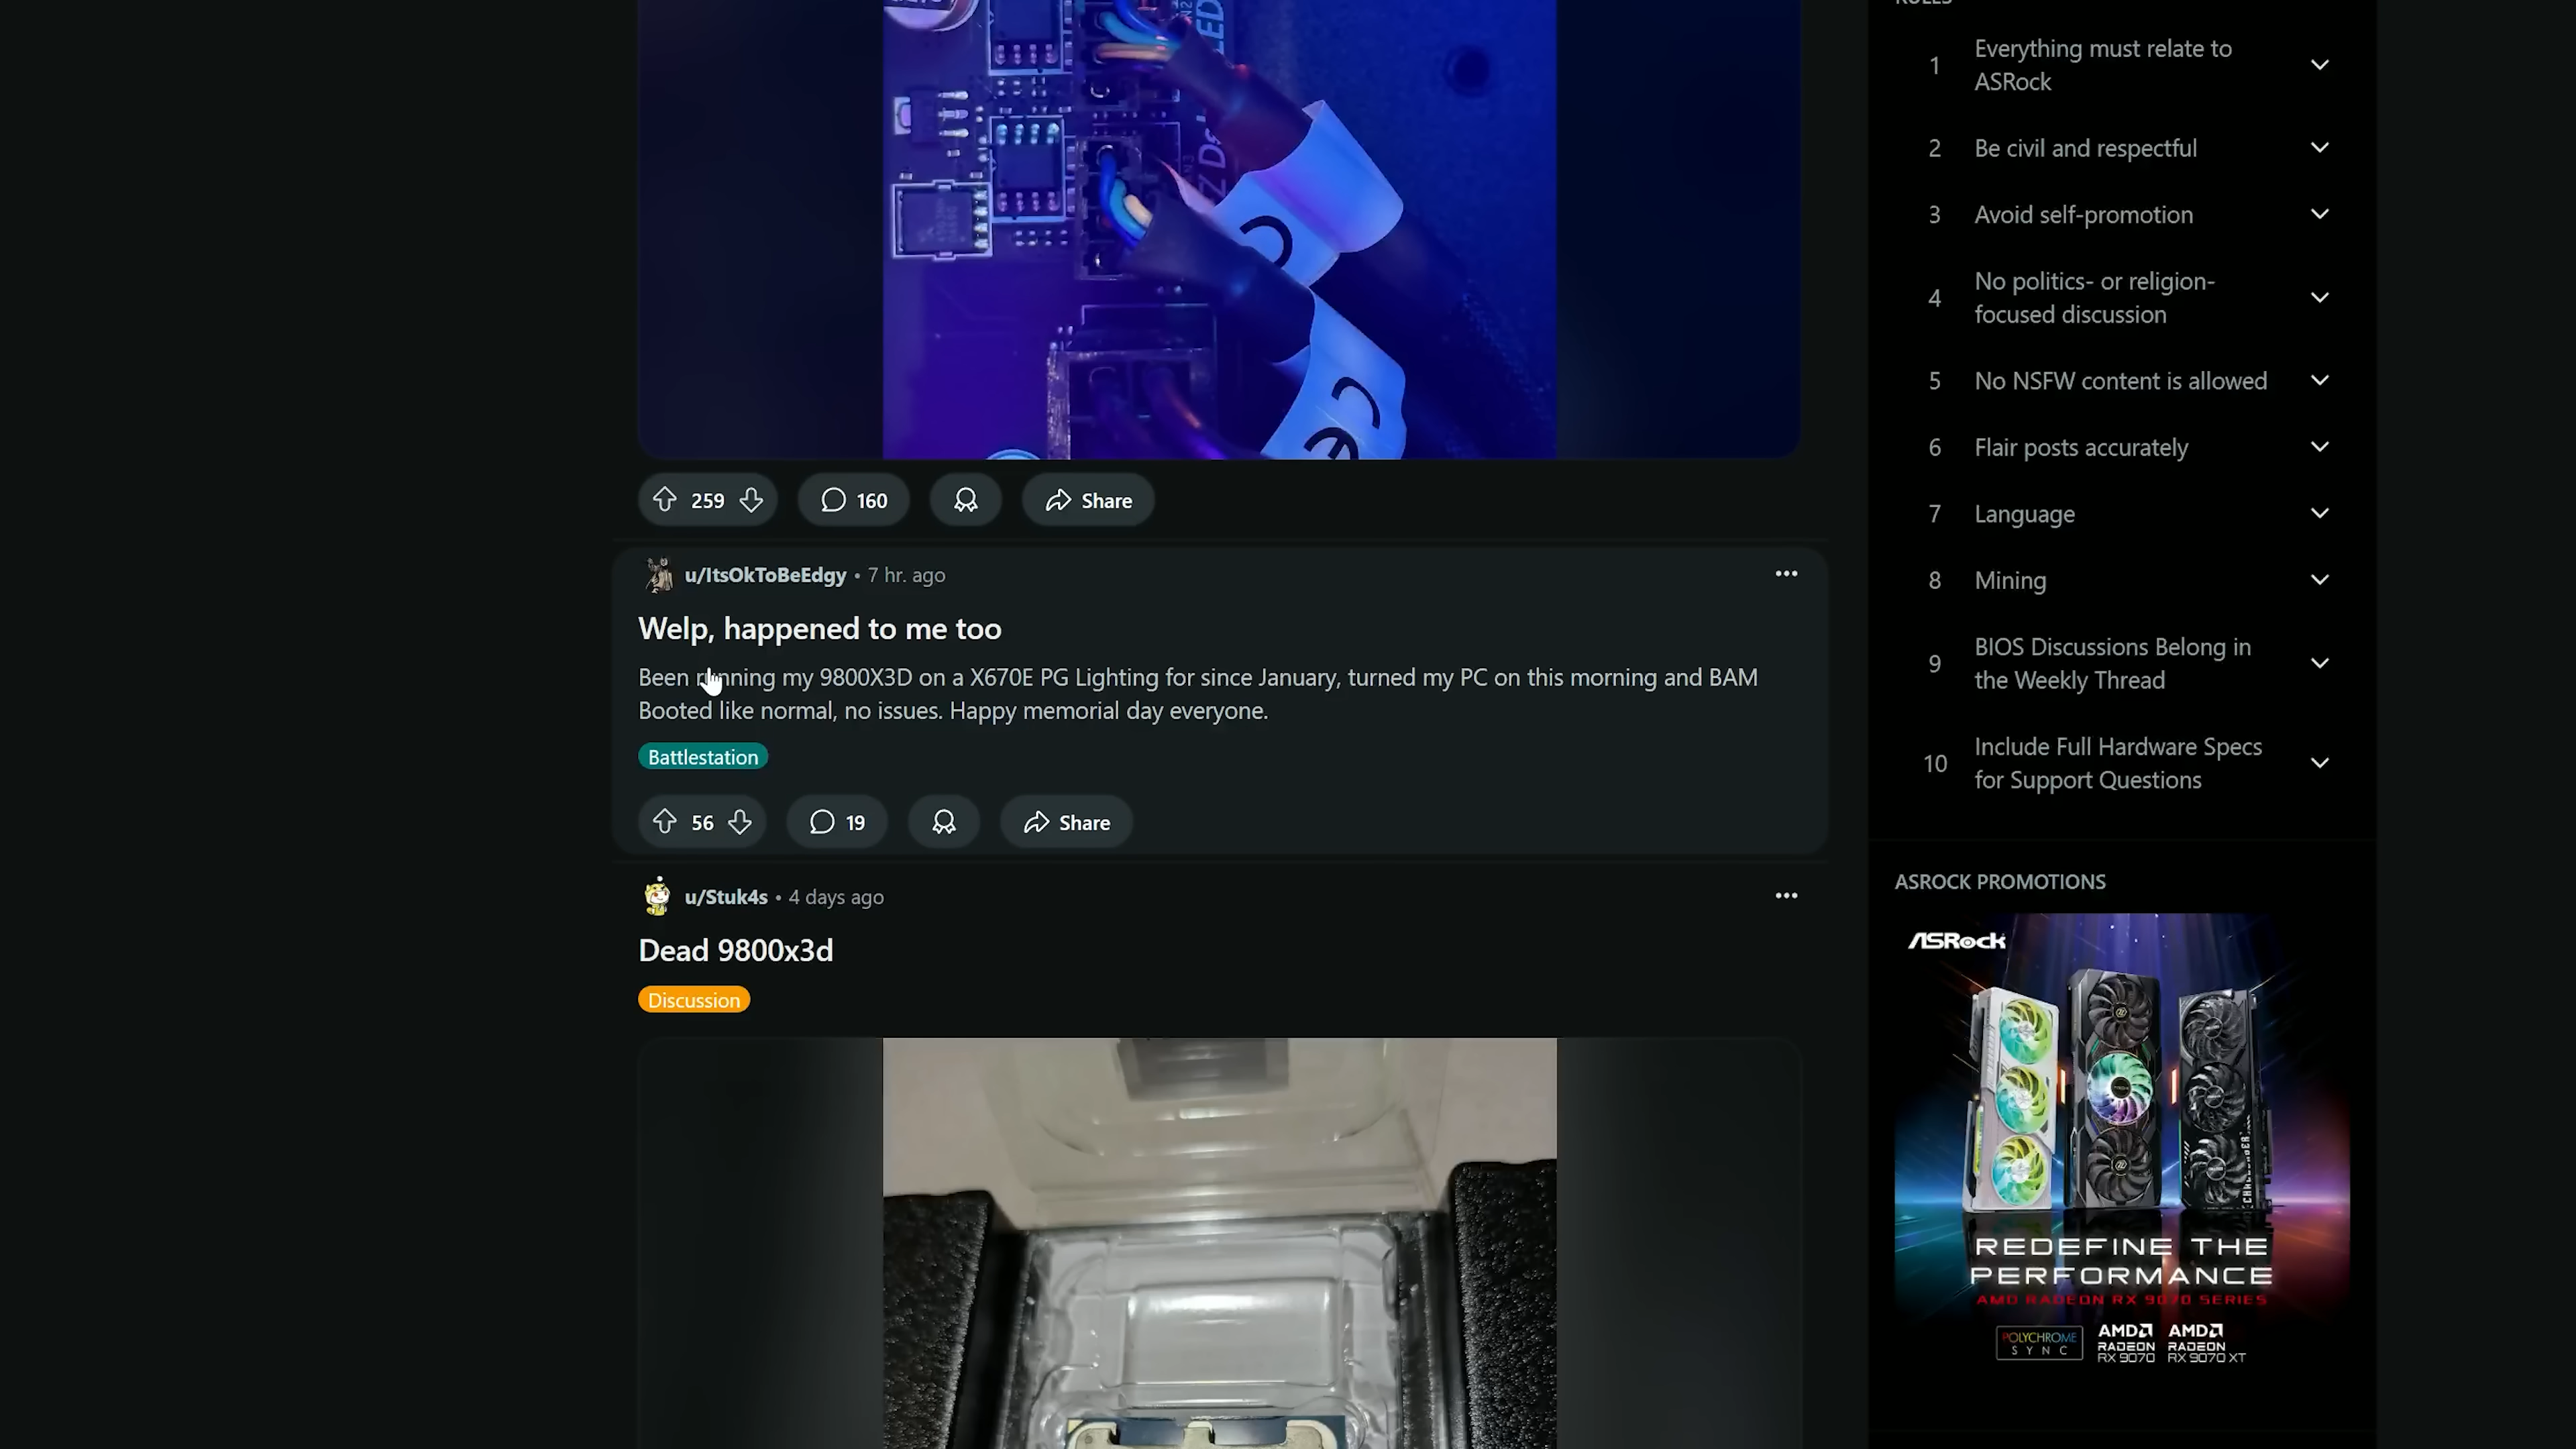 RULES
1 Everything must relate to
ASRock
2 Be civil and respectful
3 Avoid self-promotion
4 No politics- or religion-
focused discussion
5 No NSFW content is allowed
6 Flair posts accurately
7 Language
8 Mining
9 BIOS Discussions Belong in
the Weekly Thread
10 Include Full Hardware Specs
for Support Questions
LED
259 160 Share
u/ItsOkToBeEdgy • 7 hr. ago
Welp, happened to me too
Been running my 9800X3D on a X670E PG Lighting for since January, turned my PC on this morning and BAM
Booted like normal, no issues. Happy memorial day everyone.
Battlestation
56 19 Share
u/Stuk4s • 4 days ago
Dead 9800x3d
Discussion
ASROCK PROMOTIONS
ASRock
CHALLENGER
REDEFINE THE
PERFORMANCE
AMD RADEON RX 9070 SERIES
POLYCHROME
SYNC
AMD
RADEON
RX 9070
AMD
RADEON
RX 9070 XT